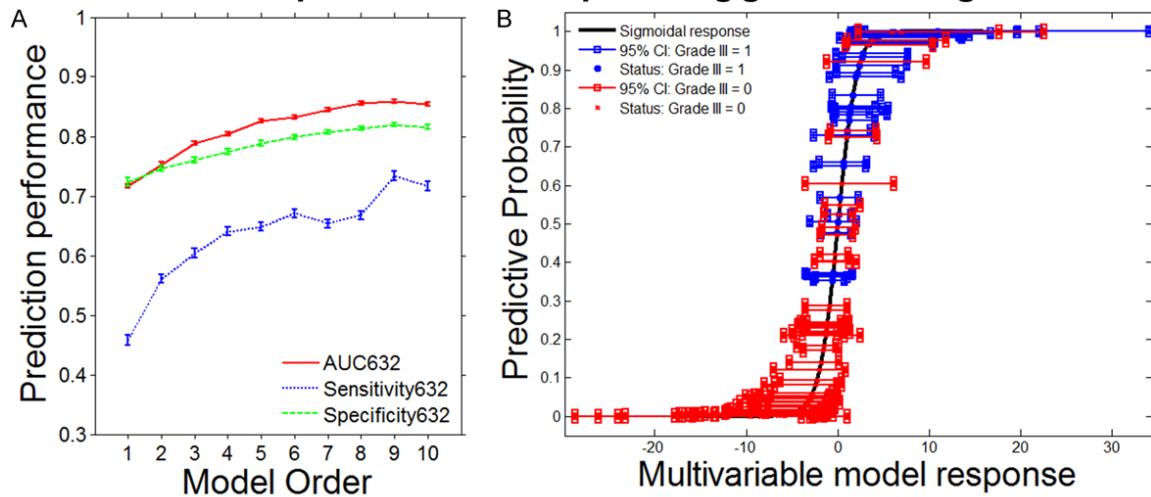 A
Prediction performance
1
0.9
0.8
0.7
0.6
0.5
0.4
0.3
AUC632
Sensitivity632
Specificity632
1 2 3 4 5 6 7 8 9 10
Model Order
B
Predictive Probability
1
0.9
0.8
0.7
0.6
0.5
0.4
0.3
0.2
0.1
0
Sigmoidal response
95% CI: Grade III = 1
Status: Grade III = 1
95% CI: Grade III = 0
Status: Grade III = 0
-20 -10 0 10 20 30
Multivariable model response